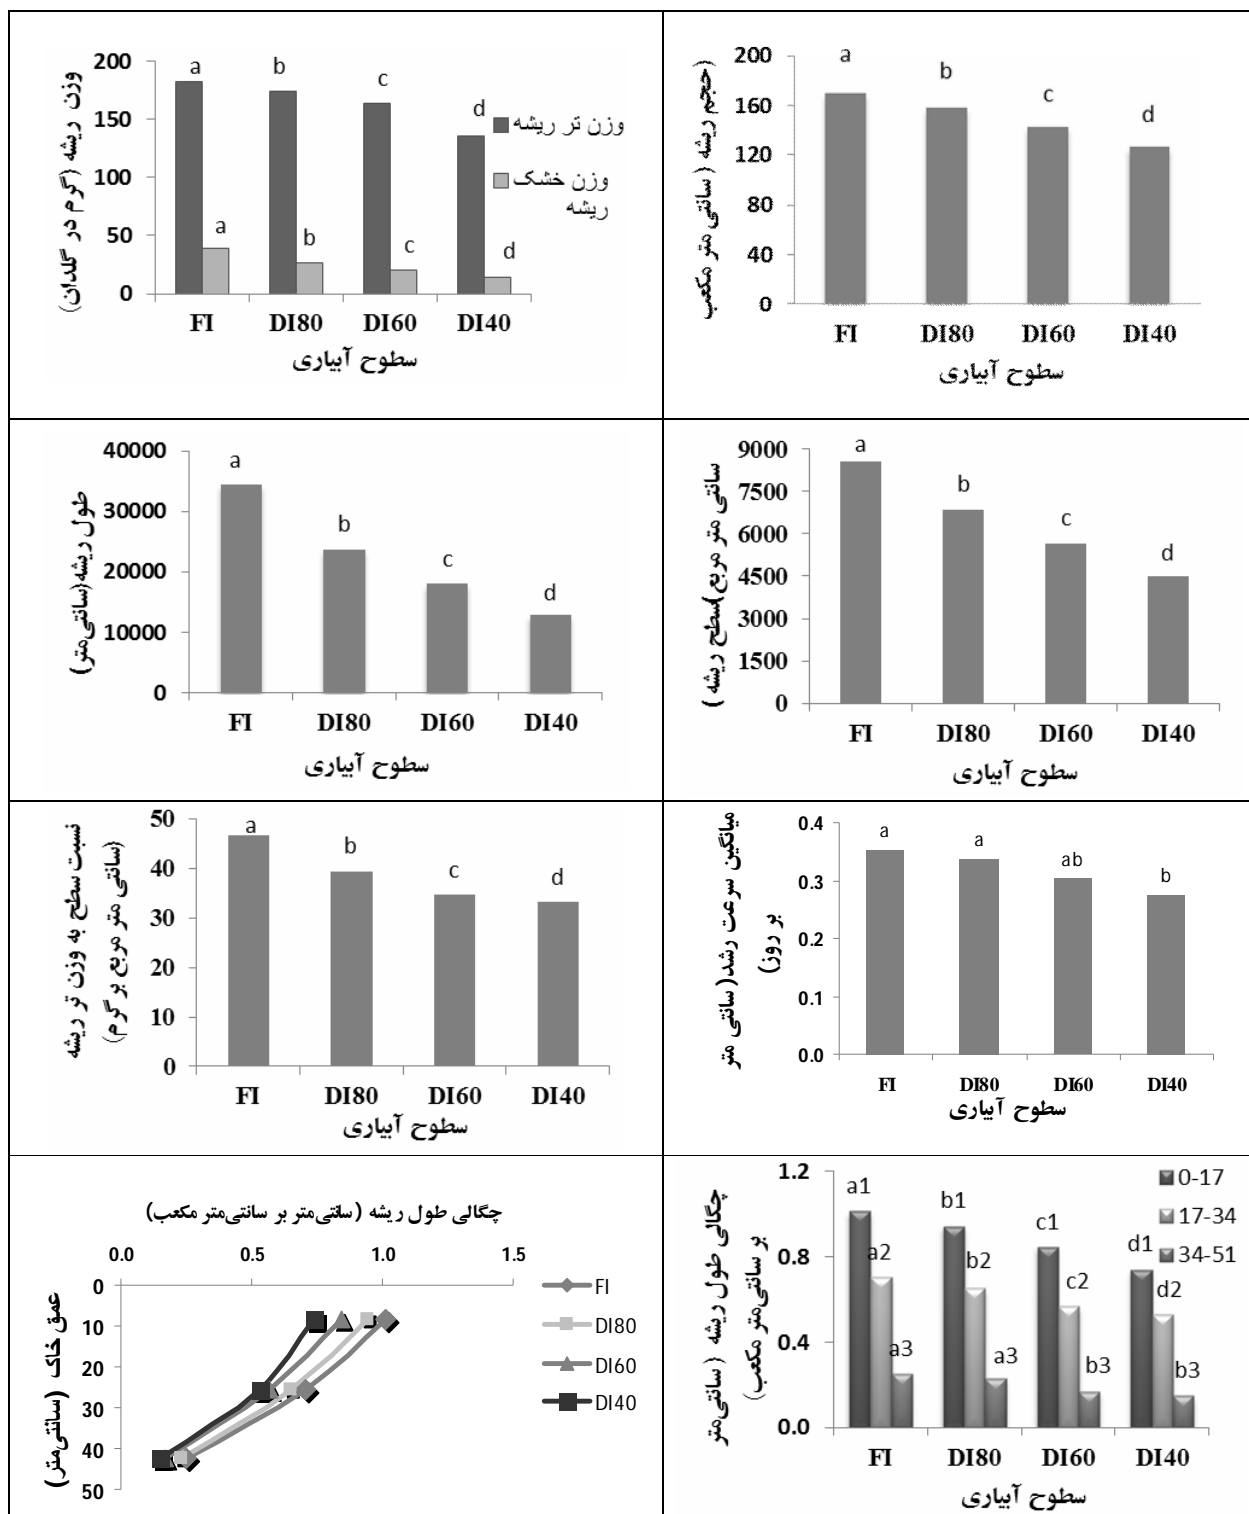 وزن ریشه (گرم در گلدان)
200
150
100
50
0
a
b
c
d
a
b
c
d
وزن تر ریشه
وزن خشک
ریشه
FI DI80 DI60 DI40
سطوح آبیاری
حجم ریشه (سانتی متر مکعب)
200
160
120
80
40
0
a
b
c
d
FI DI80 DI60 DI40
سطوح آبیاری
طول ریشه(سانتی‌متر)
40000
30000
20000
10000
0
a
b
c
d
FI DI80 DI60 DI40
سطوح آبیاری
سانتی متر مربع)سطح ریشه (
9000
7500
6000
4500
3000
1500
0
a
b
c
d
FI DI80 DI60 DI40
سطوح آبیاری
نسبت سطح به وزن تر ریشه
(سانتی متر مربع بر گرم)
50
40
30
20
10
0
a
b
c
d
FI DI80 DI60 DI40
سطوح آبیاری
میانگین سرعت رشد(سانتی متر
بر روز)
0.4
0.3
0.2
0.1
0.0
a
a
ab
b
FI DI80 DI60 DI40
سطوح آبیاری
چگالی طول ریشه (سانتی‌متر بر سانتی‌متر مکعب)
0.0 0.5 1.0 1.5
عمق خاک (سانتی‌متر)
0
10
20
30
40
50
FI
DI80
DI60
DI40
چگالی طول ریشه (سانتی‌متر
بر سانتی‌متر مکعب)
1.2
0.8
0.4
0.0
a1
a2
a3
b1
b2
a3
c1
c2
b3
d1
d2
b3
0-17
17-34
34-51
FI DI80 DI60 DI40
سطوح آبیاری